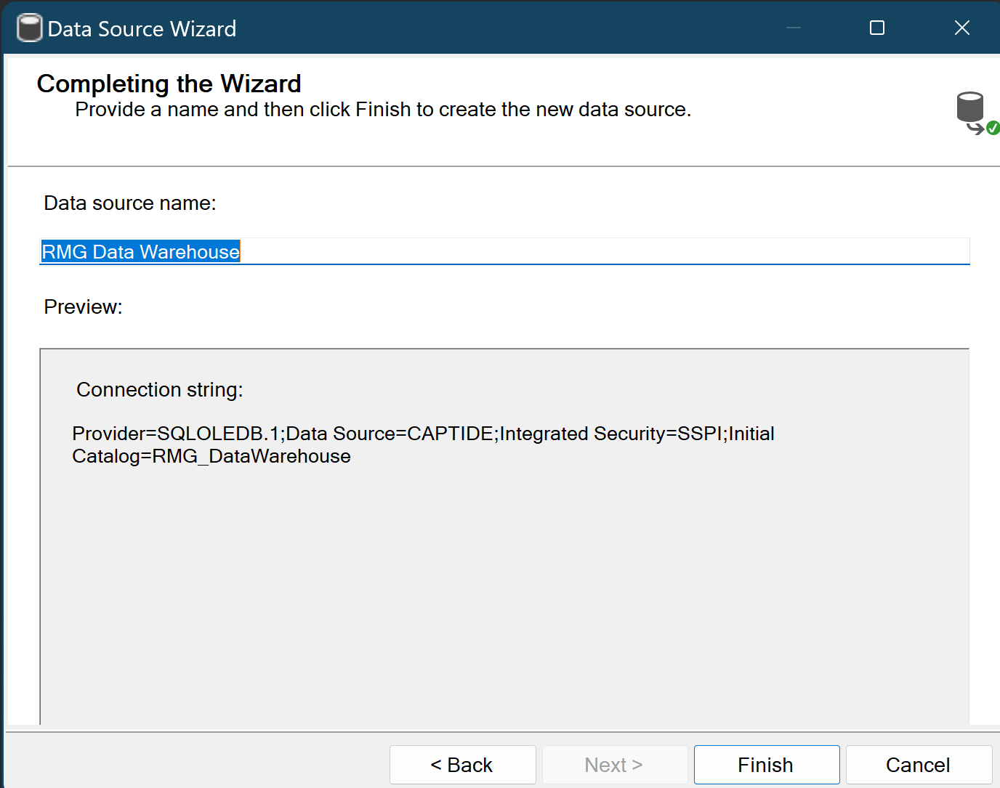 Data Source Wizard
Completing the Wizard
Provide a name and then click Finish to create the new data source.
Data source name:
RMG Data Warehouse
Preview:
Connection string:
Provider=SQLOLEDB.1;Data Source=CAPTIDE;Integrated Security=SSPI;Initial
Catalog=RMG_DataWarehouse
< Back
Next >
Finish
Cancel